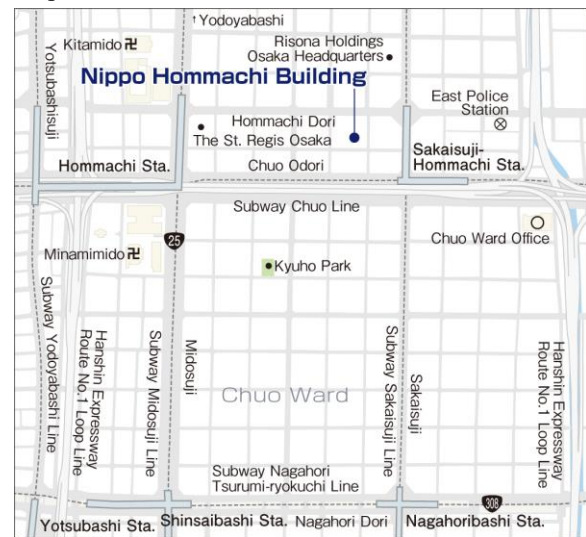 ↑Yodoyabashi
Kitamido 卍
Risona Holdings
Osaka Headquarters
Yotsubashisuji
Nippo Hommachi Building
East Police
Station
Hommachi Dori
The St. Regis Osaka
Hommachi Sta.
Chuo Odori
Sakaisuji-
Hommachi Sta.
Subway Chuo Line
25
Minamimido 卍
Chuo Ward Office
Kyuho Park
Subway Yodoyabashi Line
Hanshin Expressway
Route No.1 Loop Line
Subway Midosuji Line
Midosuji
Chuo Ward
Subway Sakaisuji Line
Sakaisuji
Hanshin Expressway
Route No.1 Loop Line
Subway Nagahori
Tsurumi-ryokuchi Line
308
Yotsubashi Sta.
Shinsaibashi Sta.
Nagahori Dori
Nagahoribashi Sta.